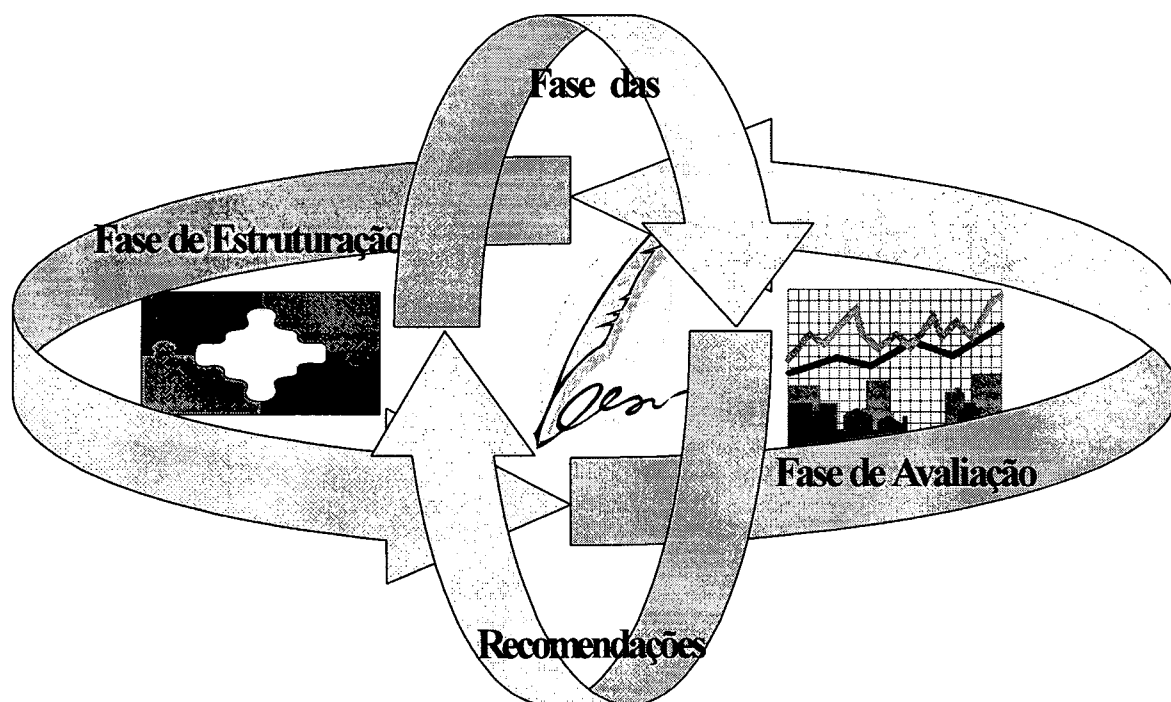 Fase das
Fase de Estruturação
Fase de Avaliação
Recomendações